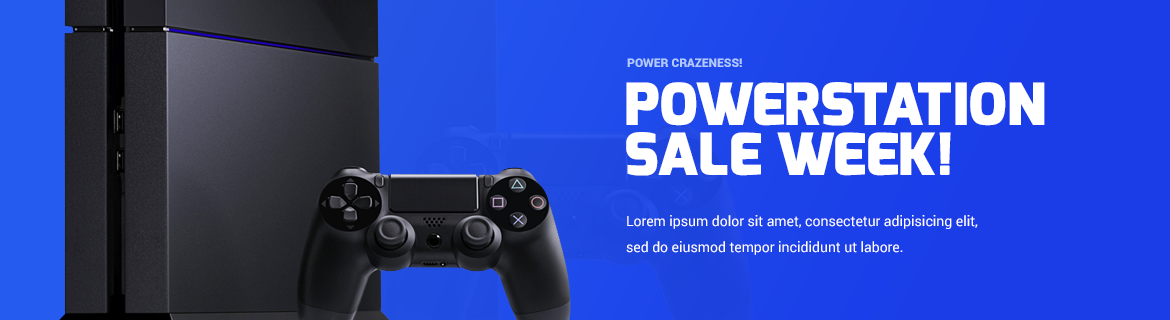 POWER CRAZENESS!
POWERSTATION
SALE WEEK!
Lorem ipsum dolor sit amet, consectetur adipisicing elit,
sed do eiusmod tempor incididunt ut labore.